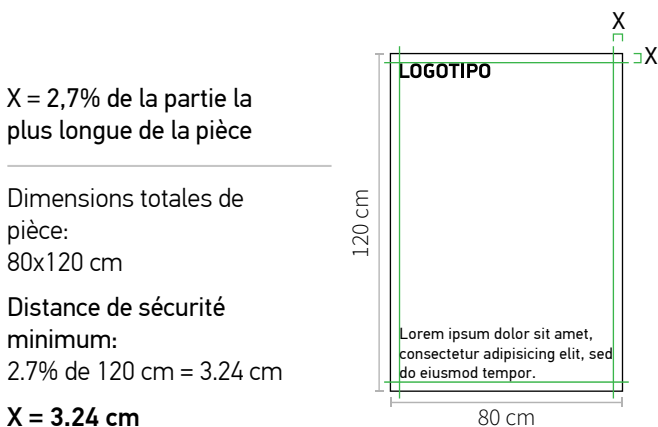 X = 2,7% de la partie la
plus longue de la pièce
Dimensions totales de
pièce:
80x120 cm
Distance de sécurité
minimum:
2.7% de 120 cm = 3.24 cm
X = 3.24 cm
X
X
LOGOTIPO
120 cm
Lorem ipsum dolor sit amet,
consectetur adipisicing elit, sed
do eiusmod tempor.
80 cm